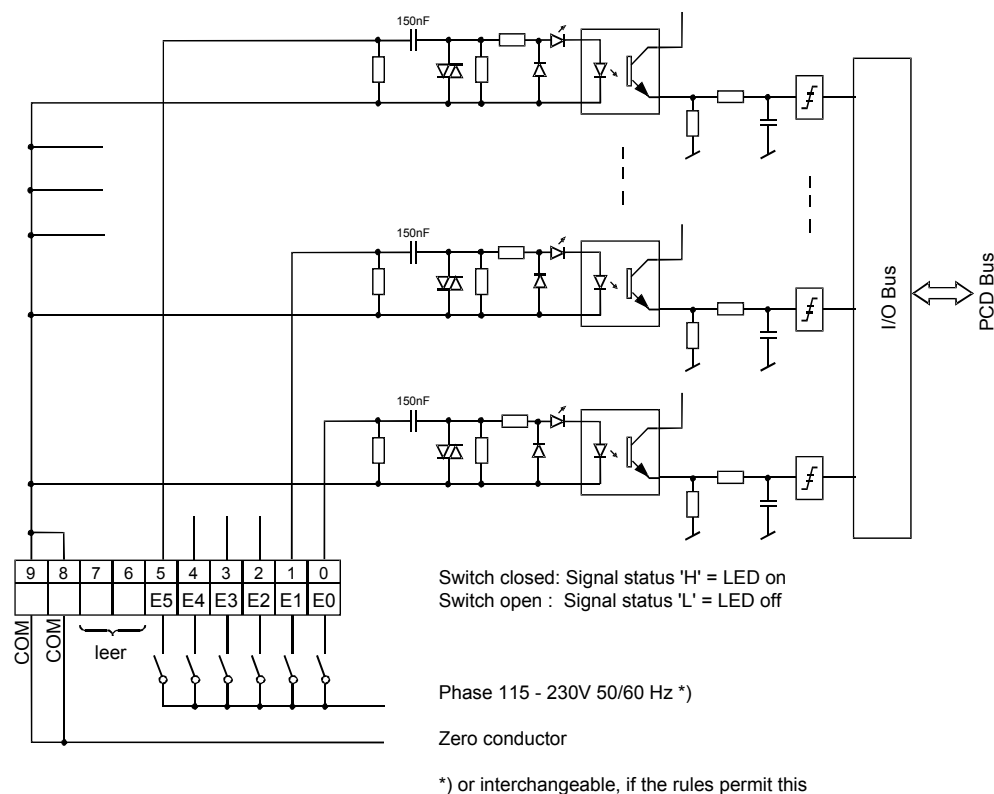 150nF
150nF
150nF
I/O Bus
PCD Bus
9 8 7 6 5 4 3 2 1 0
E5 E4 E3 E2 E1 E0
COM
COM
leer
Switch closed: Signal status 'H' = LED on
Switch open : Signal status 'L' = LED off
Phase 115 - 230V 50/60 Hz *)
Zero conductor
*) or interchangeable, if the rules permit this